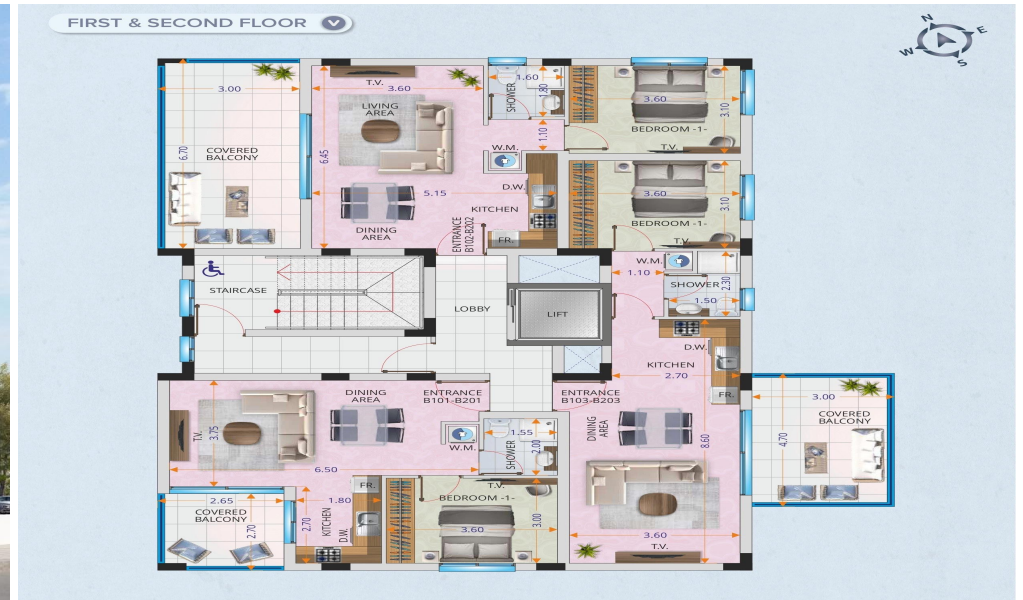 FIRST & SECOND FLOOR
N
E
W
S
3.00
6.70
COVERED
BALCONY
T.V.
3.60
LIVING
AREA
6.45
5.15
DINING
AREA
1.60
1.80
SHOWER
1.10
W.M.
D.W.
KITCHEN
FR.
ENTRANCE
B102-B202
3.60
3.10
BEDROOM -1-
T.V.
3.60
3.10
BEDROOM -1-
T.V.
STAIRCASE
LOBBY
LIFT
W.M.
1.10
SHOWER
2.30
1.50
D.W.
KITCHEN
2.70
FR.
ENTRANCE
B103-B203
DINING
AREA
8.60
3.60
T.V.
3.00
4.70
COVERED
BALCONY
DINING
AREA
ENTRANCE
B101-B201
T.V.
3.75
6.50
W.M.
1.55
SHOWER
2.00
2.65
COVERED
BALCONY
2.70
1.80
FR.
2.70
KITCHEN
D.W.
T.V.
BEDROOM -1-
3.60
3.00